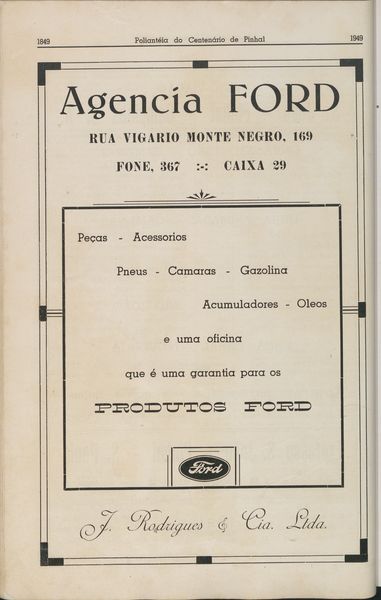 1849 Poliantéia do Centenário de Pinhal 1949
Agencia FORD
RUA VIGARIO MONTE NEGRO, 169
FONE, 367 :-: CAIXA 29
Peças - Acessorios
Pneus - Camaras - Gazolina
Acumuladores - Oleos
e uma oficina
que é uma garantia para os
PRODUTOS FORD
Ford
J. Rodrigues & Cia. Ltda.